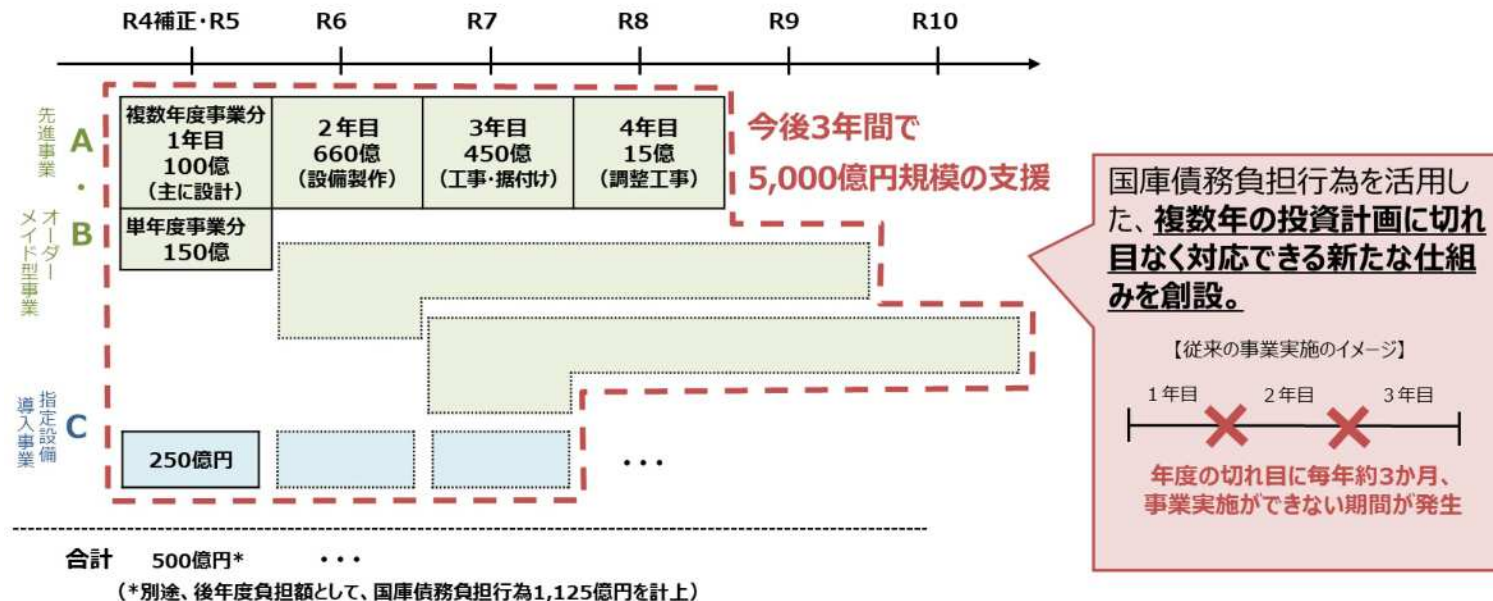 R4補正・R5 R6 R7 R8 R9 R10
先進事業
A
・
B
オーダー
メイド型事業
複数年度事業分
1年目
100億
(主に設計)
2年目
660億
(設備製作)
3年目
450億
(工事・据付け)
4年目
15億
(調整工事)
単年度事業分
150億
今後3年間で
5,000億円規模の支援
指定設備
導入事業
C
250億円
・・・
合計 500億円* ・・・
(*別途、後年度負担額として、国庫債務負担行為1,125億円を計上)
国庫債務負担行為を活用し
た、複数年の投資計画に切れ
目なく対応できる新たな仕組
みを創設。
【従来の事業実施のイメージ】
1年目 2年目 3年目
年度の切れ目に毎年約3か月、
事業実施ができない期間が発生